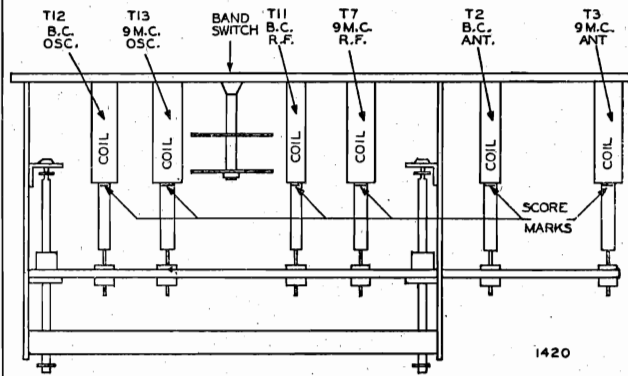 T12
B.C.
OSC.
T13
9 M.C.
OSC.
BAND
SWITCH
T11
B.C.
R.F.
T7
9 M.C.
R.F.
T2
B.C.
ANT.
T3
9 M.C.
ANT
COIL
COIL
COIL
COIL
COIL
COIL
SCORE
MARKS
1420